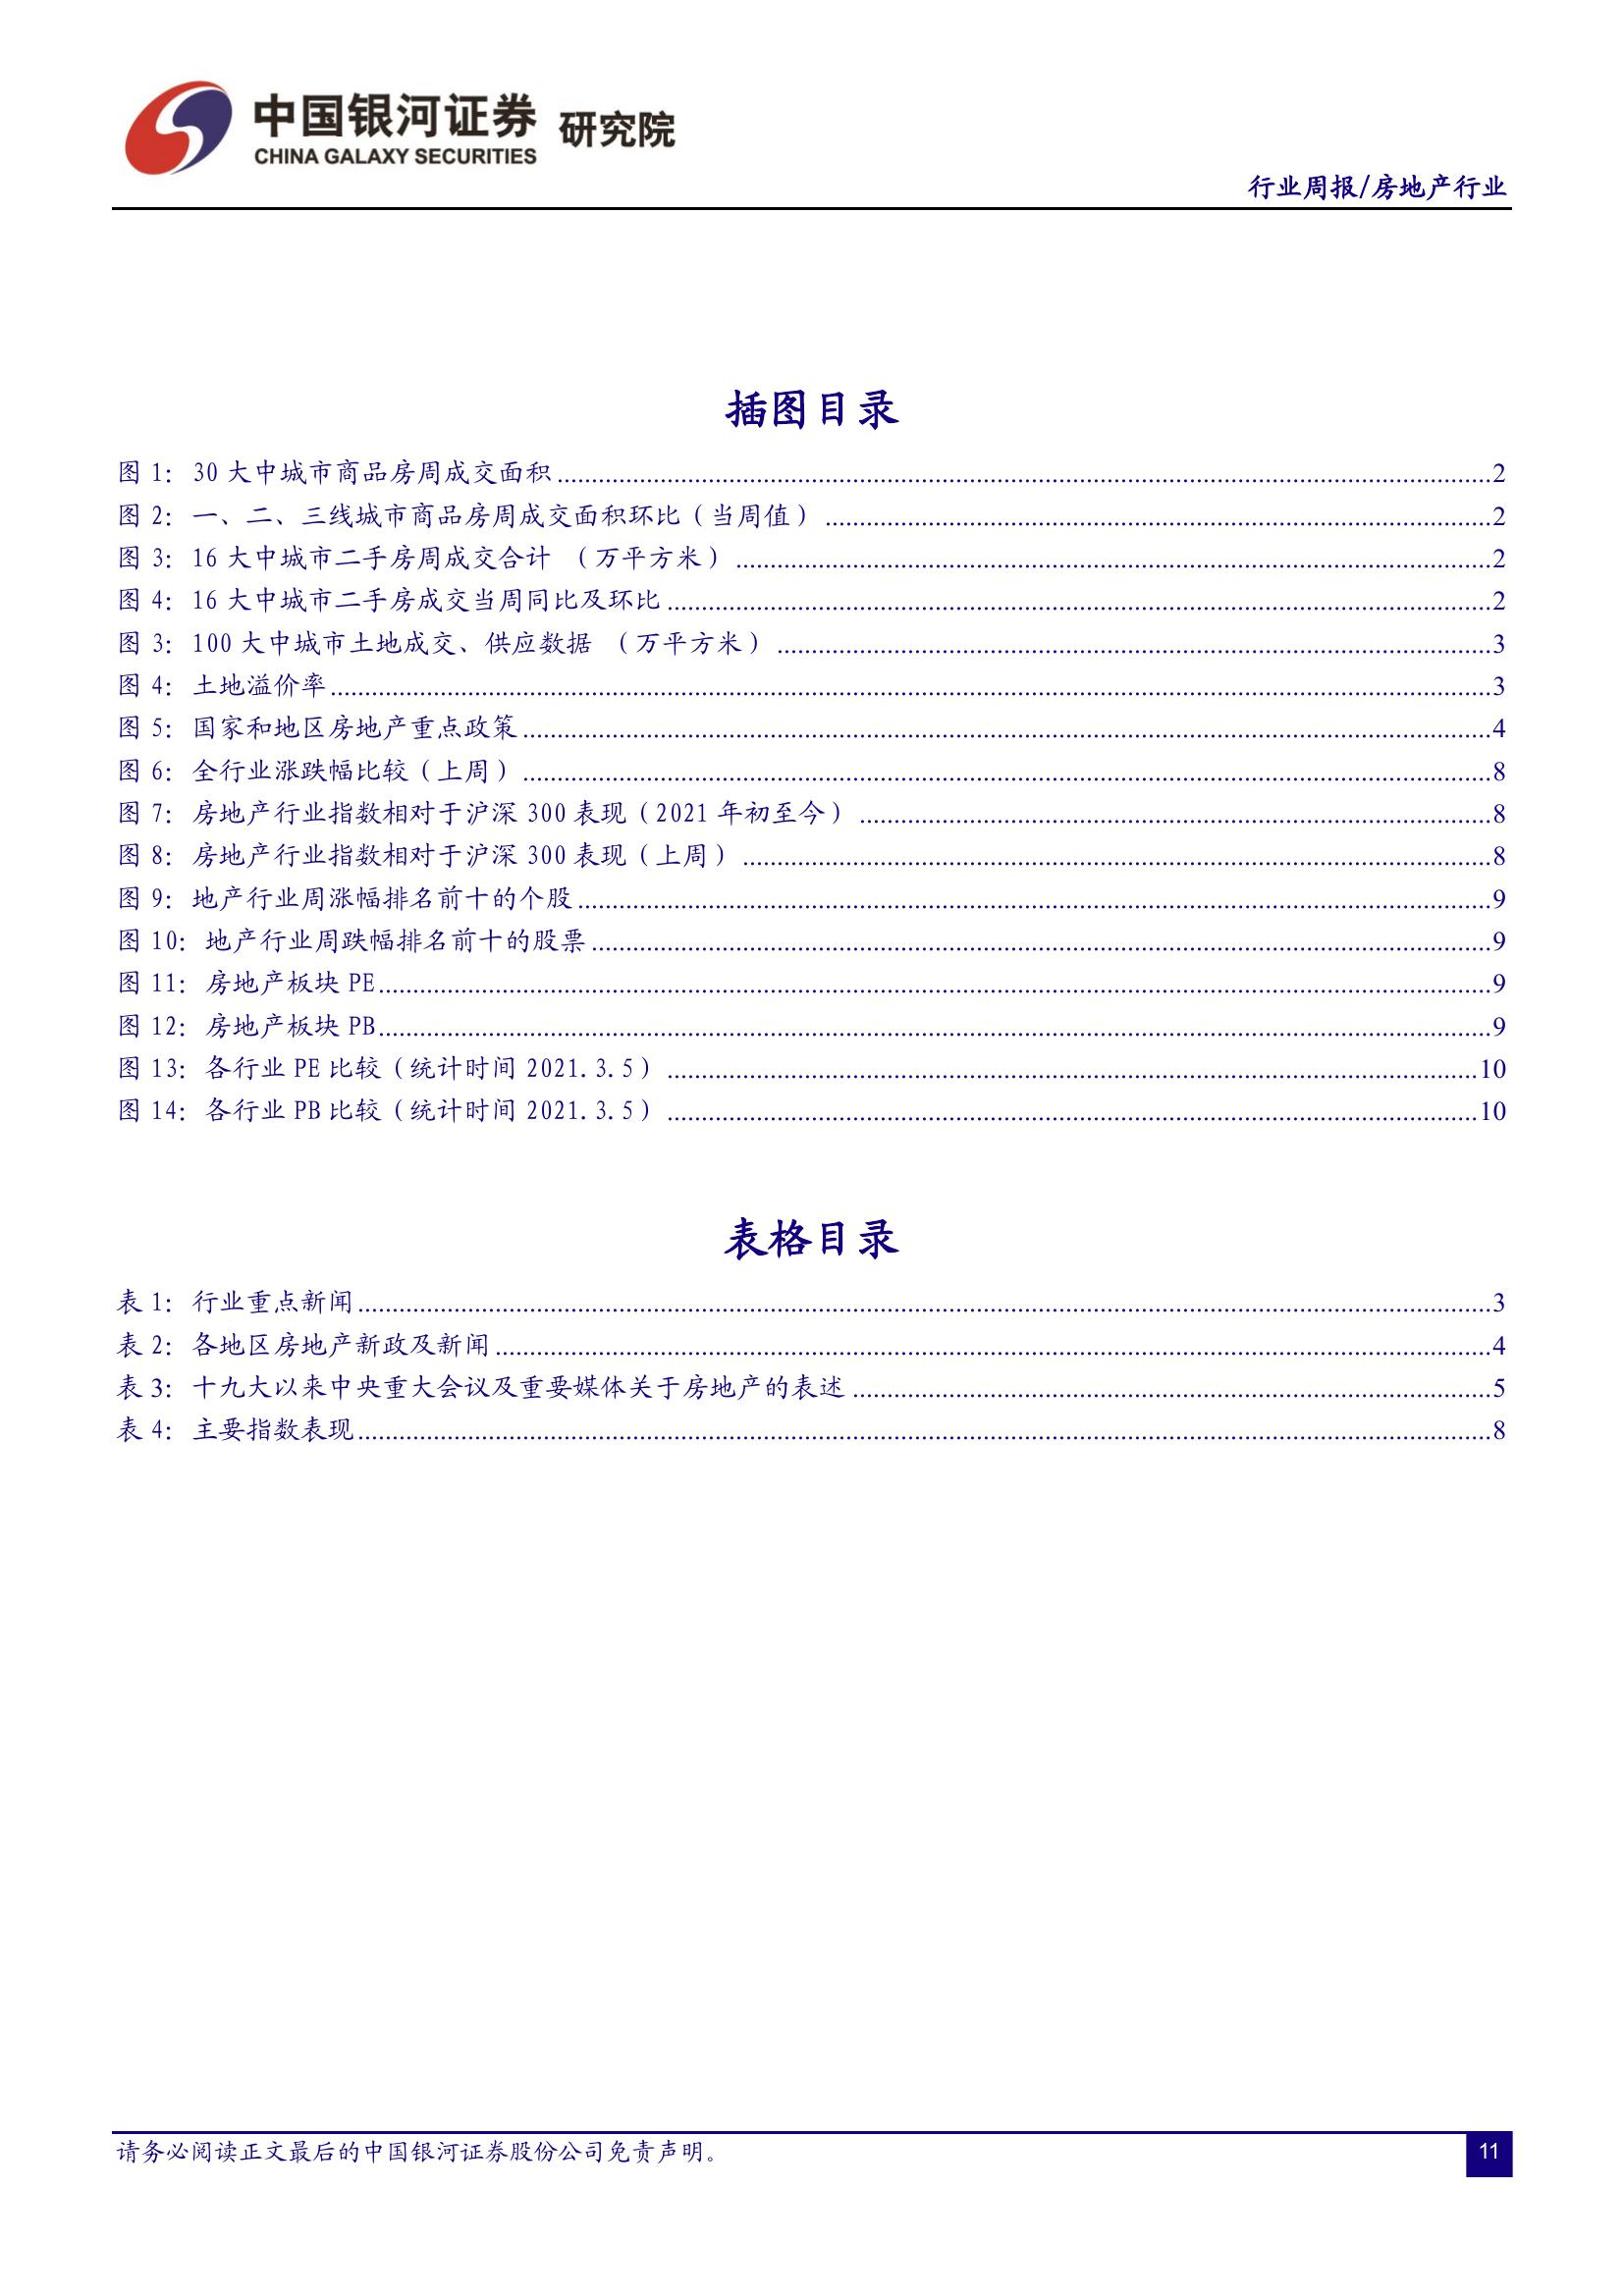 中国银河证券 研究院
CHINA GALAXY SECURITIES
行业周报/房地产行业
插图目录
图 1: 30 大中城市商品房周成交面积......2
图 2: 一、二、三线城市商品房周成交面积环比（当周值）......2
图 3: 16 大中城市二手房周成交合计 （万平方米）......2
图 4: 16 大中城市二手房成交当周同比及环比......2
图 3: 100 大中城市土地成交、供应数据 （万平方米）......3
图 4: 土地溢价率......3
图 5: 国家和地区房地产重点政策......4
图 6: 全行业涨跌幅比较（上周）......8
图 7: 房地产行业指数相对于沪深 300 表现（2021 年初至今）......8
图 8: 房地产行业指数相对于沪深 300 表现（上周）......8
图 9: 地产行业周涨幅排名前十的个股......9
图 10: 地产行业周跌幅排名前十的股票......9
图 11: 房地产板块 PE......9
图 12: 房地产板块 PB......9
图 13: 各行业 PE 比较（统计时间 2021.3.5）......10
图 14: 各行业 PB 比较（统计时间 2021.3.5）......10
表格目录
表 1: 行业重点新闻......3
表 2: 各地区房地产新政及新闻......4
表 3: 十九大以来中央重大会议及重要媒体关于房地产的表述......5
表 4: 主要指数表现......8
请务必阅读正文最后的中国银河证券股份公司免责声明。
11